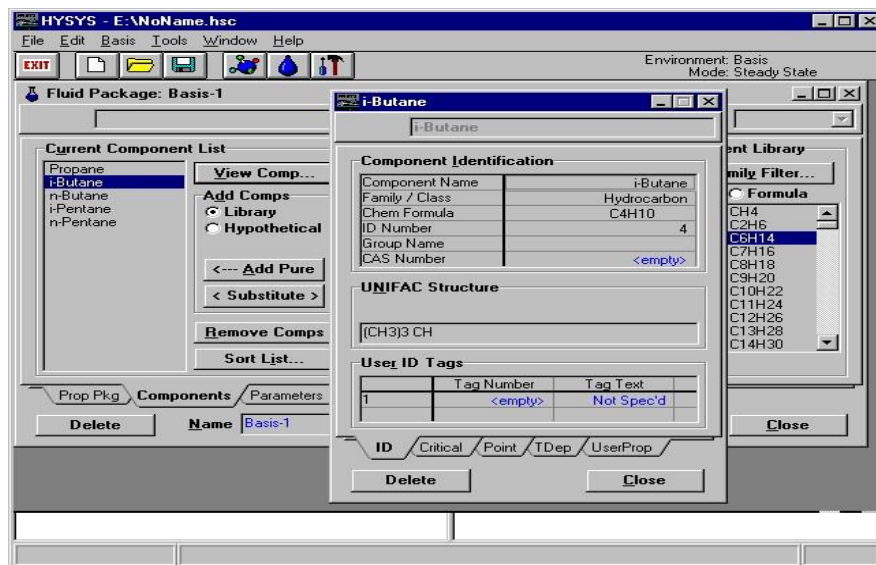 HYSYS - E:\NoName.hsc
File Edit Basis Tools Window Help
EXIT
Environment: Basis
Mode: Steady State
Fluid Package: Basis-1
Current Component List
Propane
i-Butane
n-Butane
i-Pentane
n-Pentane
View Comp...
Add Comps
Library
Hypothetical
<--- Add Pure
< Substitute >
Remove Comps
Sort List...
Prop Pkg Components Parameters
Delete Name Basis-1
i-Butane
i-Butane
Component Identification
Component Name i-Butane
Family / Class Hydrocarbon
Chem Formula C4H10
ID Number 4
Group Name
CAS Number <empty>
UNIFAC Structure
(CH3)3 CH
User ID Tags
Tag Number Tag Text
1 <empty> Not Spec'd
ID Critical Point TDep UserProp
Delete Close
ent Library
mily Filter...
Formula
CH4
C2H6
C6H14
C7H16
C8H18
C9H20
C10H22
C11H24
C12H26
C13H28
C14H30
Close